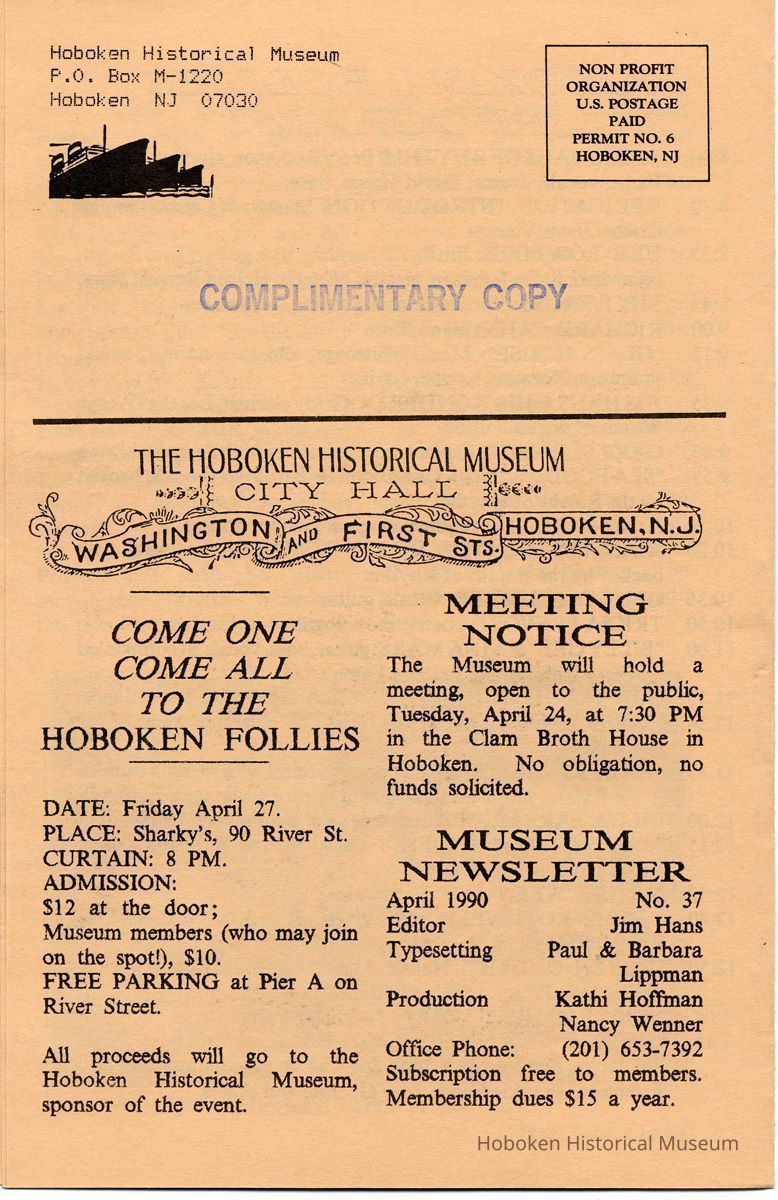 Hoboken Historical Museum
P.O. Box M-1220
Hoboken NJ 07030
NON PROFIT
ORGANIZATION
U.S. POSTAGE
PAID
PERMIT NO. 6
HOBOKEN, NJ
COMPLIMENTARY COPY
THE HOBOKEN HISTORICAL MUSEUM
CITY HALL
WASHINGTON AND FIRST STS. HOBOKEN, N.J.
COME ONE
COME ALL
TO THE
HOBOKEN FOLLIES
DATE: Friday April 27.
PLACE: Sharky's, 90 River St.
CURTAIN: 8 PM.
ADMISSION:
$12 at the door;
Museum members (who may join
on the spot!), $10.
FREE PARKING at Pier A on
River Street.
All proceeds will go to the
Hoboken Historical Museum,
sponsor of the event.
MEETING
NOTICE
The Museum will hold a
meeting, open to the public,
Tuesday, April 24, at 7:30 PM
in the Clam Broth House in
Hoboken. No obligation, no
funds solicited.
MUSEUM
NEWSLETTER
April 1990 No. 37
Editor Jim Hans
Typesetting Paul & Barbara
Lippman
Production Kathi Hoffman
Nancy Wenner
Office Phone: (201) 653-7392
Subscription free to members.
Membership dues $15 a year.
Hoboken Historical Museum